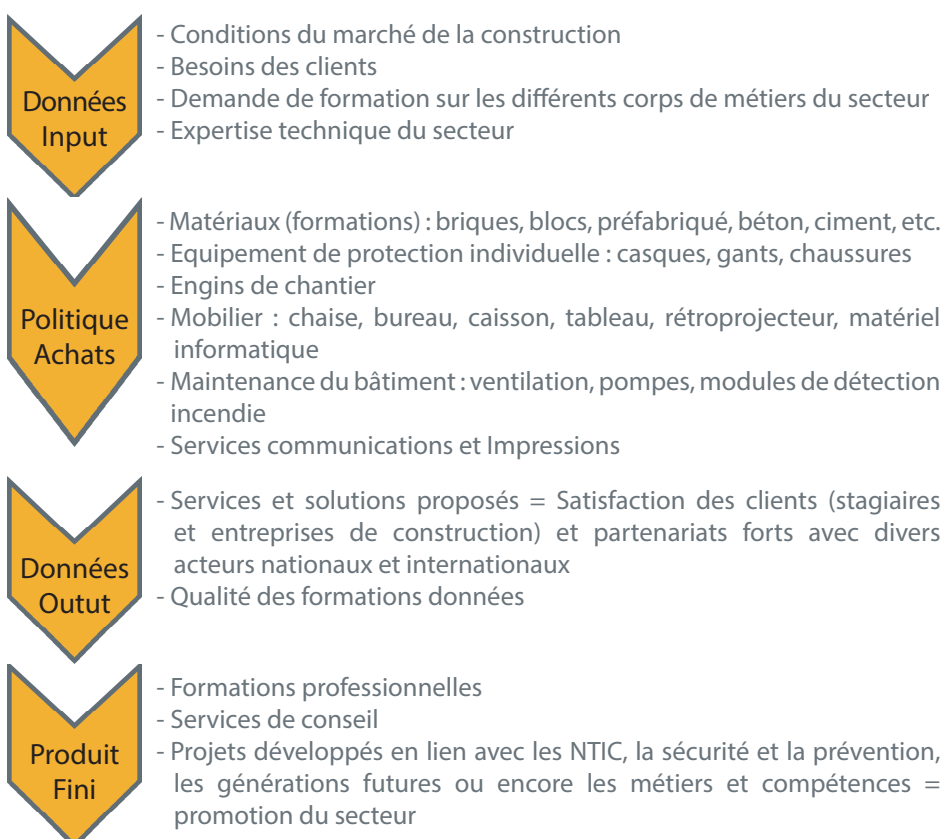 - Conditions du marché de la construction
- Besoins des clients
Données
Input
- Demande de formation sur les différents corps de métiers du secteur
- Expertise technique du secteur
- Matériaux (formations) : briques, blocs, préfabriqué, béton, ciment, etc.
- Equipement de protection individuelle : casques, gants, chaussures
- Engins de chantier
Politique
Achats
- Mobilier : chaise, bureau, caisson, tableau, rétroprojecteur, matériel
informatique
- Maintenance du bâtiment : ventilation, pompes, modules de détection
incendie
- Services communications et Impressions
Données
Outut
- Services et solutions proposés = Satisfaction des clients (stagiaires
et entreprises de construction) et partenariats forts avec divers
acteurs nationaux et internationaux
- Qualité des formations données
Produit
Fini
- Formations professionnelles
- Services de conseil
- Projets développés en lien avec les NTIC, la sécurité et la prévention,
les générations futures ou encore les métiers et compétences =
promotion du secteur